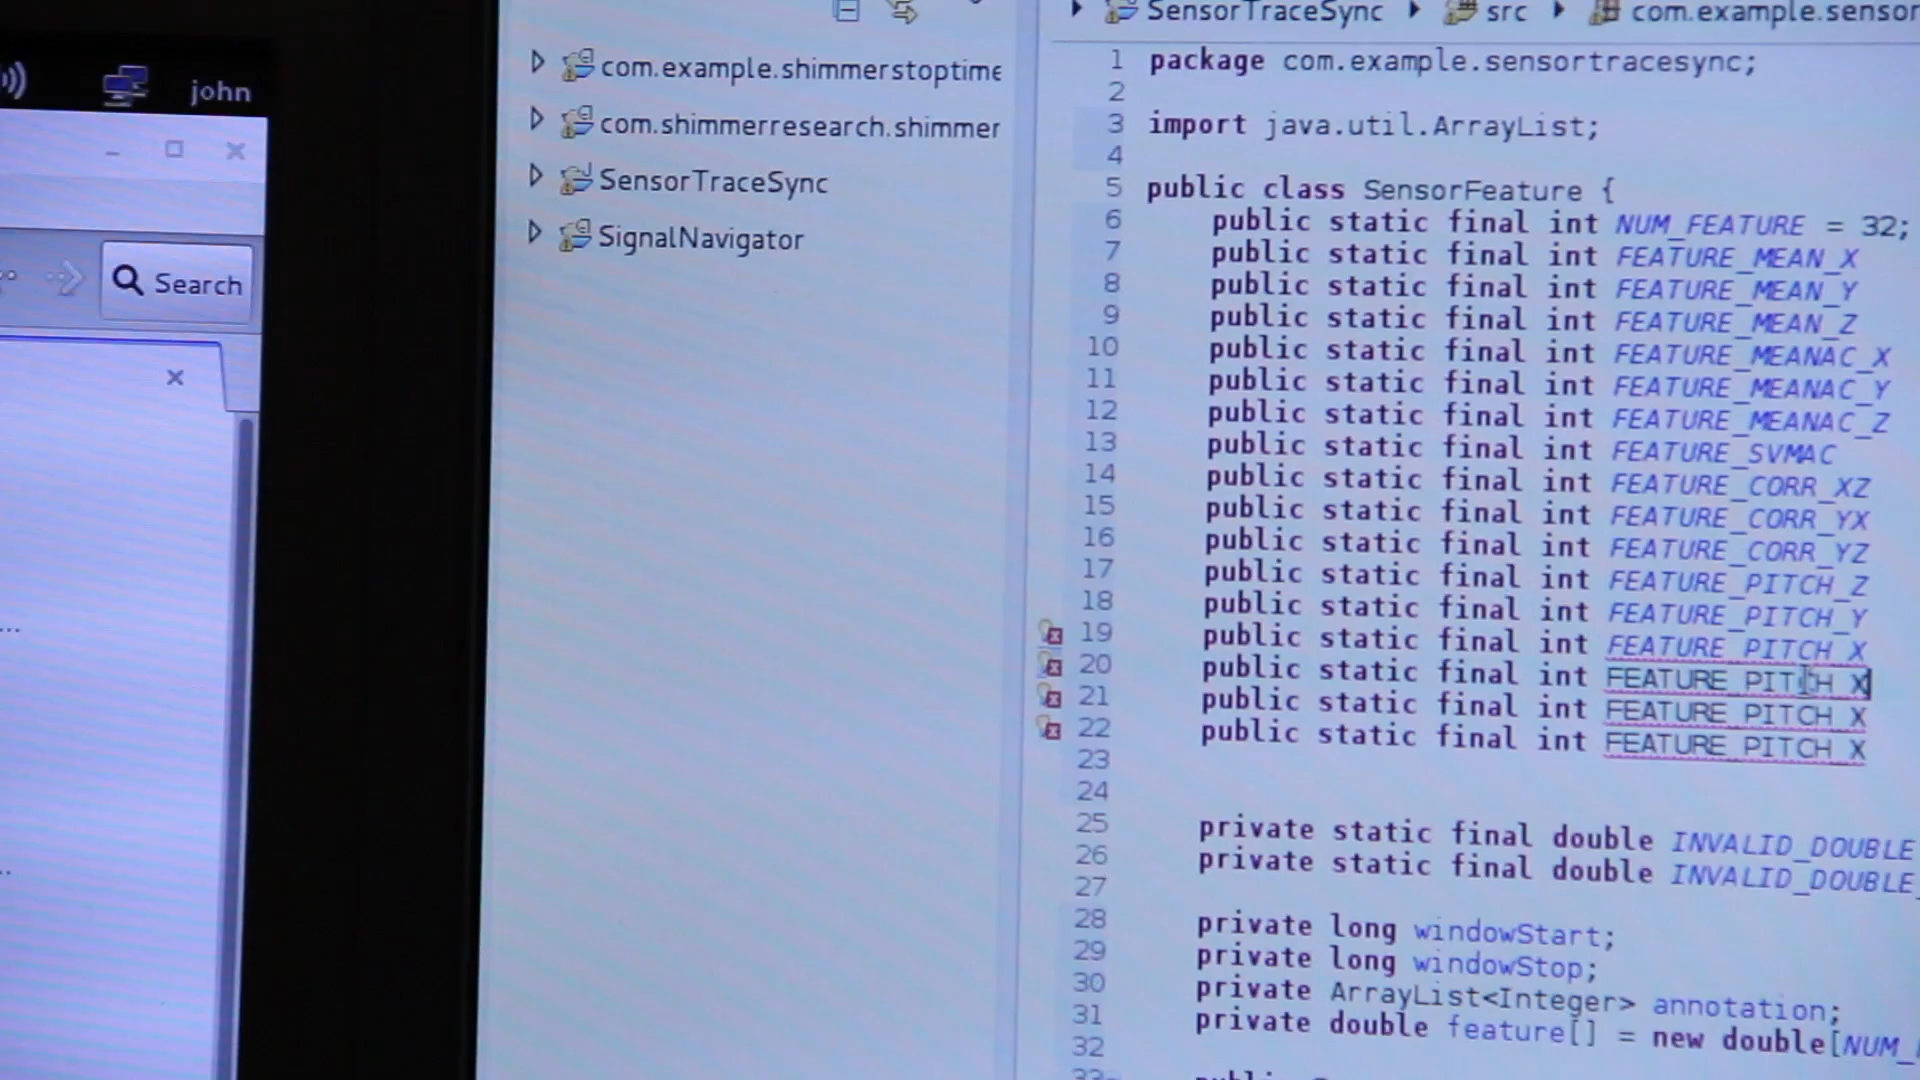 john
Search
com.example.shimmerstoptime
com.shimmerresearch.shimmer
SensorTraceSync
SignalNavigator
SensorTraceSync src com.example.sensor
1 package com.example.sensortracesync;
2
3 import java.util.ArrayList;
4
5 public class SensorFeature {
6 public static final int NUM_FEATURE = 32;
7 public static final int FEATURE_MEAN_X
8 public static final int FEATURE_MEAN_Y
9 public static final int FEATURE_MEAN_Z
10 public static final int FEATURE_MEANAC_X
11 public static final int FEATURE_MEANAC_Y
12 public static final int FEATURE_MEANAC_Z
13 public static final int FEATURE_SVMAC
14 public static final int FEATURE_CORR_XZ
15 public static final int FEATURE_CORR_YX
16 public static final int FEATURE_CORR_YZ
17 public static final int FEATURE_PITCH_Z
18 public static final int FEATURE_PITCH_Y
19 public static final int FEATURE_PITCH_X
20 public static final int FEATURE_PITCH_X
21 public static final int FEATURE_PITCH_X
22 public static final int FEATURE_PITCH_X
23
24
25 private static final double INVALID_DOUBLE
26 private static final double INVALID_DOUBLE_
27
28 private long windowStart;
29 private long windowStop;
30 private ArrayList<Integer> annotation;
31 private double feature[] = new double[NUM_
32